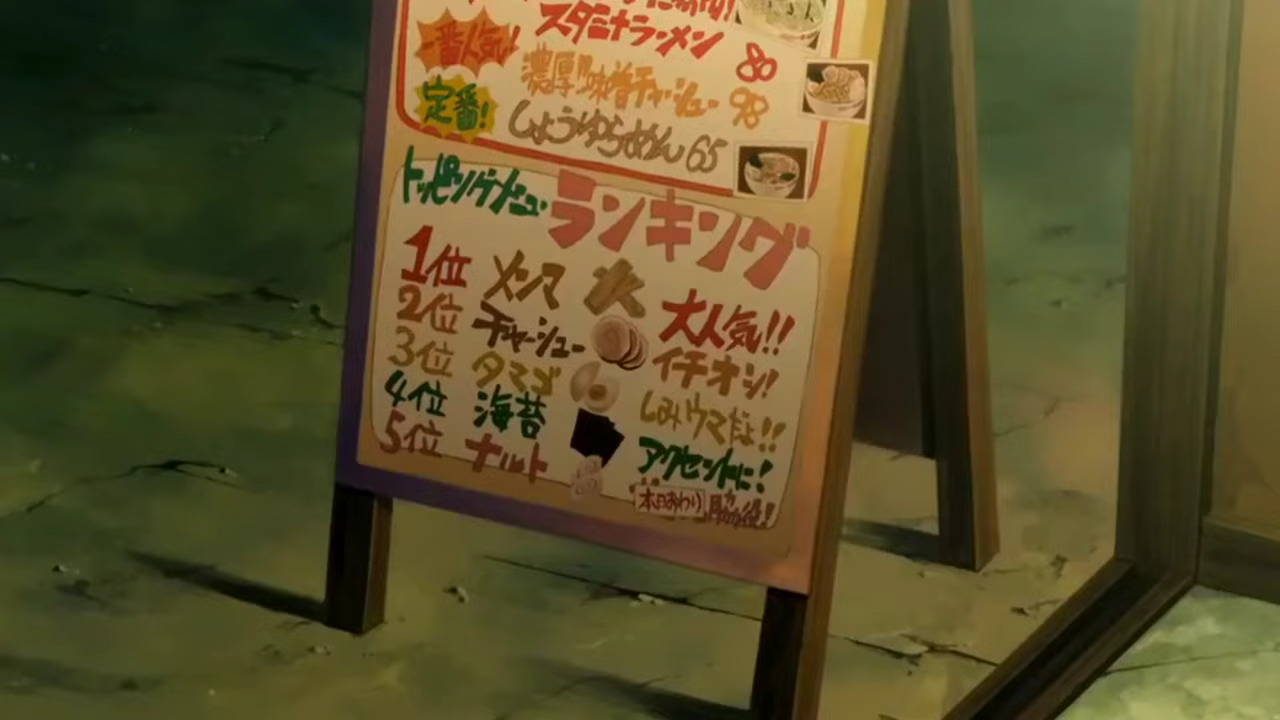 スタミナラーメン 80
一番人気! 濃厚!!味噌チャーシュー 98
定番! しょうゆらぁめん 65
トッピングメニュー ランキング
1位 メンマ 大人気!!
2位 チャーシュー イチオシ!
3位 タマゴ しみウマだよ!!
4位 海苔 アクセントに!
5位 ナルト 本日おわり 名脇役!